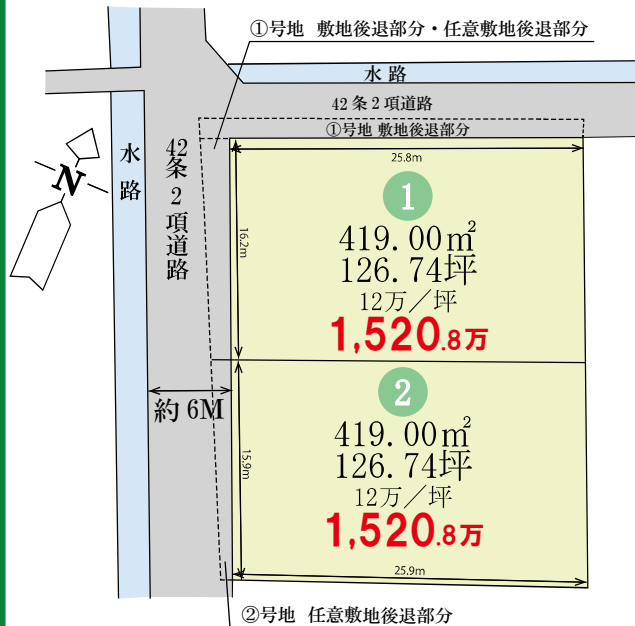 ①号地 敷地後退部分・任意敷地後退部分
水路
42条2項道路
①号地 敷地後退部分
25.8m
水路
42条2項道路
N
16.2m
1
419.00㎡
126.74坪
12万／坪
1,520.8万
約6M
15.9m
2
419.00㎡
126.74坪
12万／坪
1,520.8万
25.9m
②号地 任意敷地後退部分